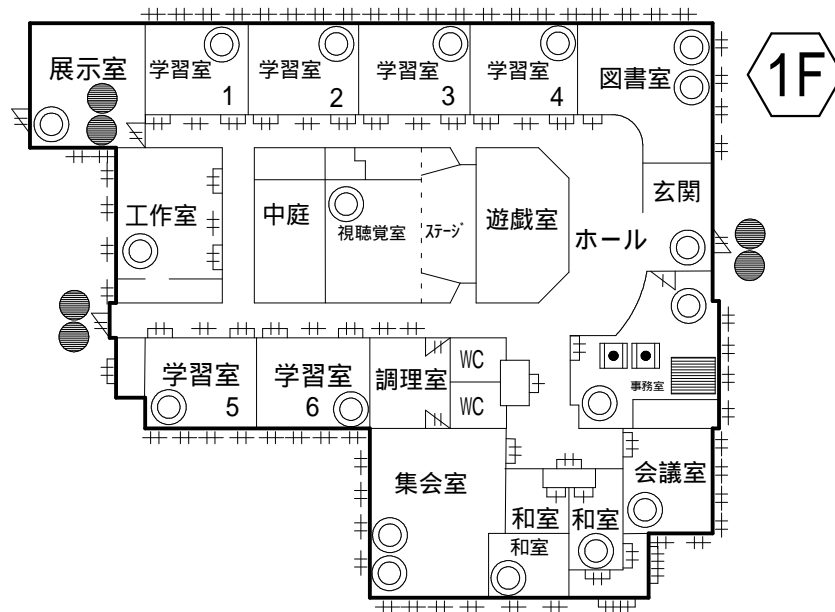 1F
展示室
学習室
1
学習室
2
学習室
3
学習室
4
図書室
玄関
工作室
中庭
視聴覚室
ｽﾃｰｼﾞ
遊戯室
ホール
事務室
学習室
5
学習室
6
調理室
WC
WC
集会室
和室
和室
和室
会議室